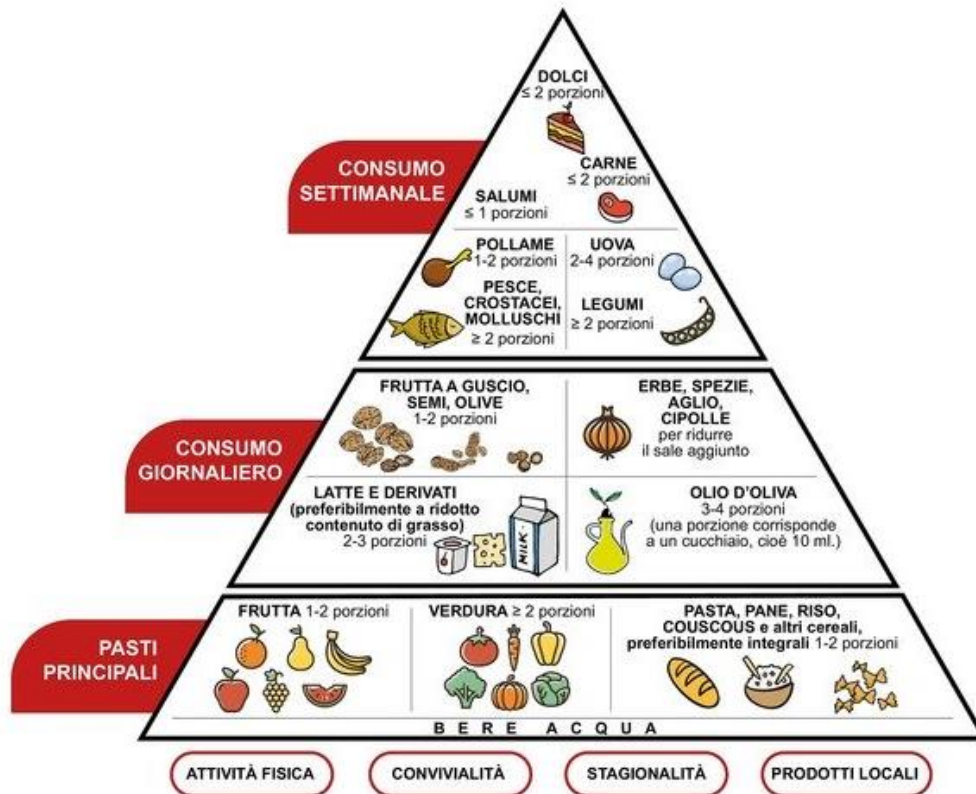 DOLCI
≤ 2 porzioni
CONSUMO
SETTIMANALE
CARNE
≤ 2 porzioni
SALUMI
≤ 1 porzioni
POLLAME
1-2 porzioni
UOVA
2-4 porzioni
PESCE,
CROSTACEI,
MOLLUSCHI
≥ 2 porzioni
LEGUMI
≥ 2 porzioni
CONSUMO
GIORNALIERO
FRUTTA A GUSCIO,
SEMI, OLIVE
1-2 porzioni
ERBE, SPEZIE,
AGLIO,
CIPOLLE
per ridurre
il sale aggiunto
LATTE E DERIVATI
(preferibilmente a ridotto
contenuto di grasso)
2-3 porzioni
MILK
OLIO D'OLIVA
3-4 porzioni
(una porzione corrisponde
a un cucchiaio, cioè 10 ml.)
PASTI
PRINCIPALI
FRUTTA 1-2 porzioni
VERDURA ≥ 2 porzioni
PASTA, PANE, RISO,
COUSCOUS e altri cereali,
preferibilmente integrali 1-2 porzioni
BERE ACQUA
ATTIVITÀ FISICA
CONVIVIALITÀ
STAGIONALITÀ
PRODOTTI LOCALI